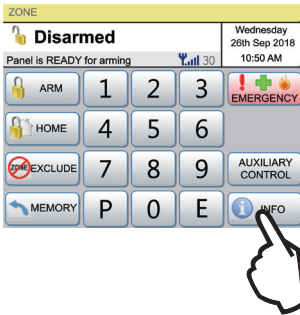 ZONE
Disarmed
Panel is READY for arming 30
Wednesday
26th Sep 2018
10:50 AM
ARM
1 2 3
EMERGENCY
HOME
4 5 6
ZONE EXCLUDE
7 8 9
AUXILIARY
CONTROL
MEMORY
P 0 E
i INFO